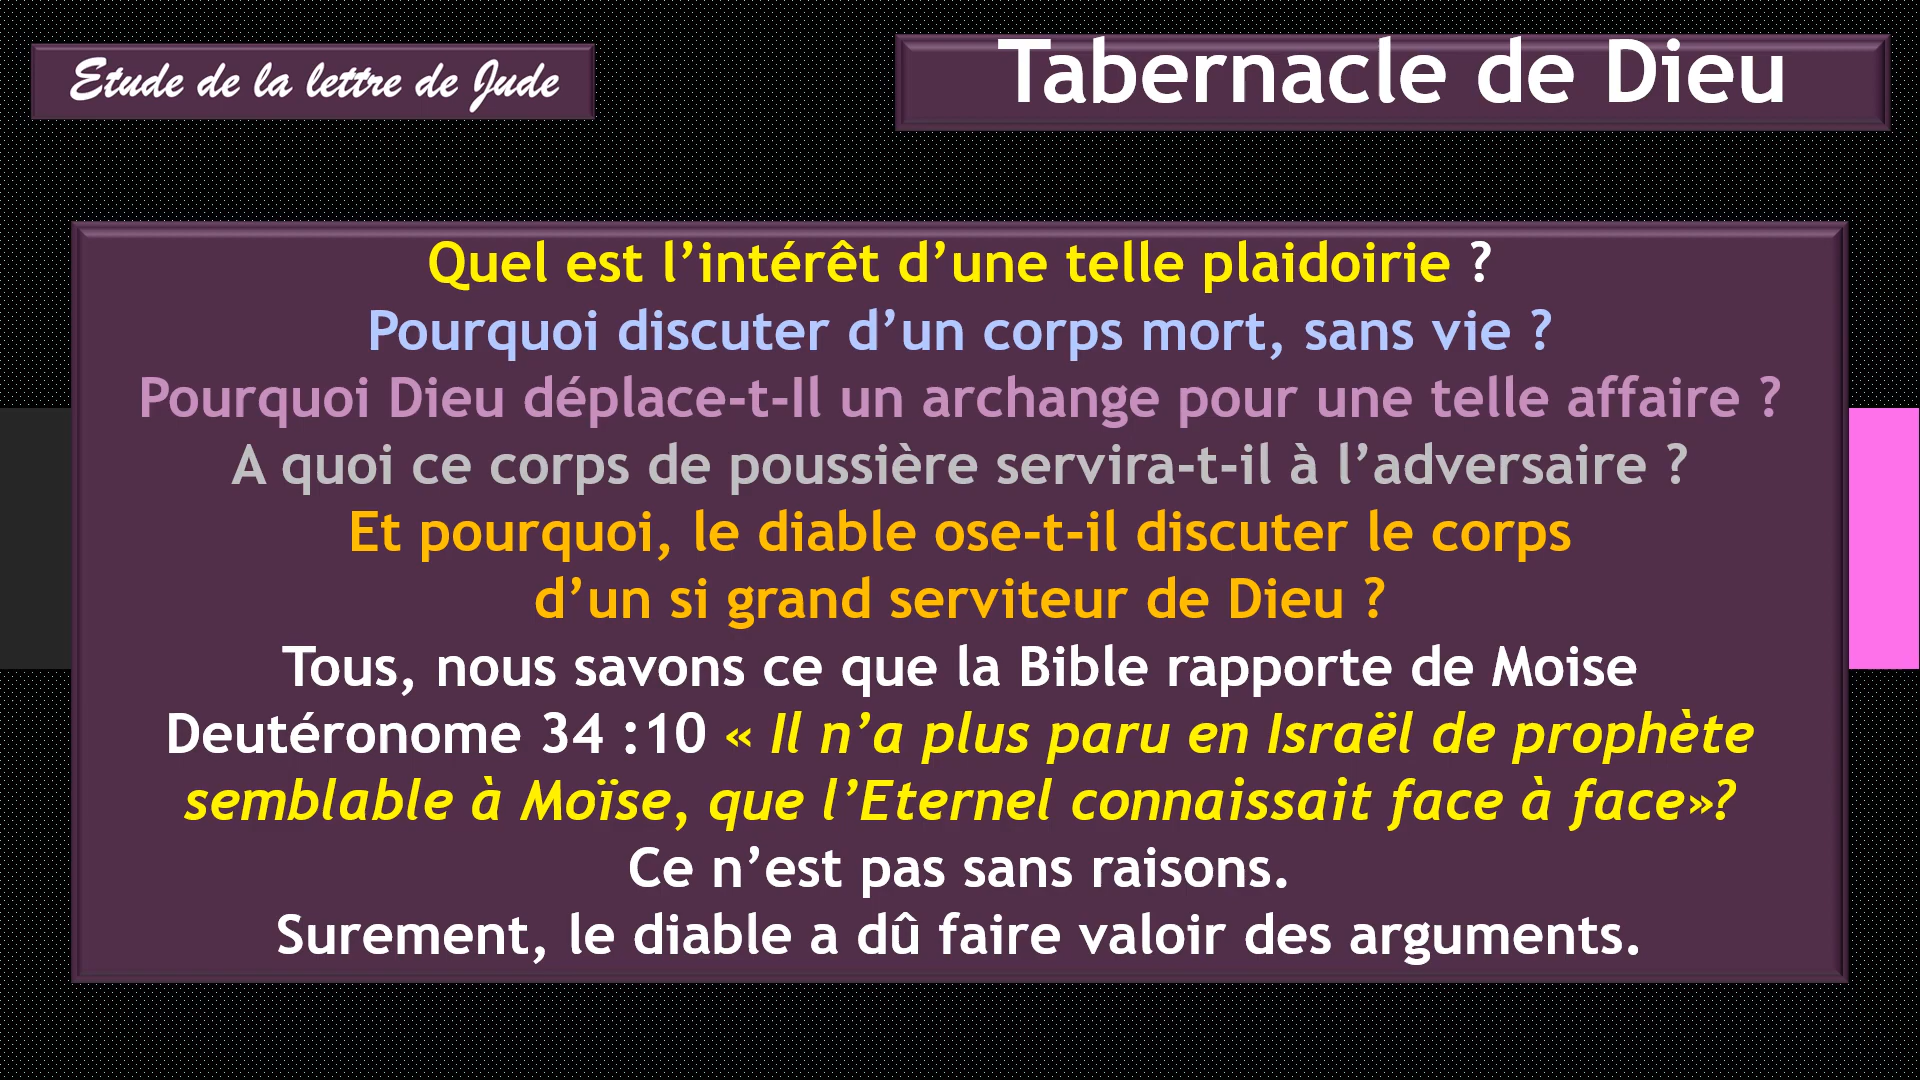 Etude de la lettre de Jude
Tabernacle de Dieu
Quel est l’intérêt d’une telle plaidoirie ?
Pourquoi discuter d’un corps mort, sans vie ?
Pourquoi Dieu déplace-t-Il un archange pour une telle affaire ?
A quoi ce corps de poussière servira-t-il à l’adversaire ?
Et pourquoi, le diable ose-t-il discuter le corps
d’un si grand serviteur de Dieu ?
Tous, nous savons ce que la Bible rapporte de Moise
Deutéronome 34 :10 « Il n’a plus paru en Israël de prophète
semblable à Moïse, que l’Eternel connaissait face à face»?
Ce n’est pas sans raisons.
Surement, le diable a dû faire valoir des arguments.